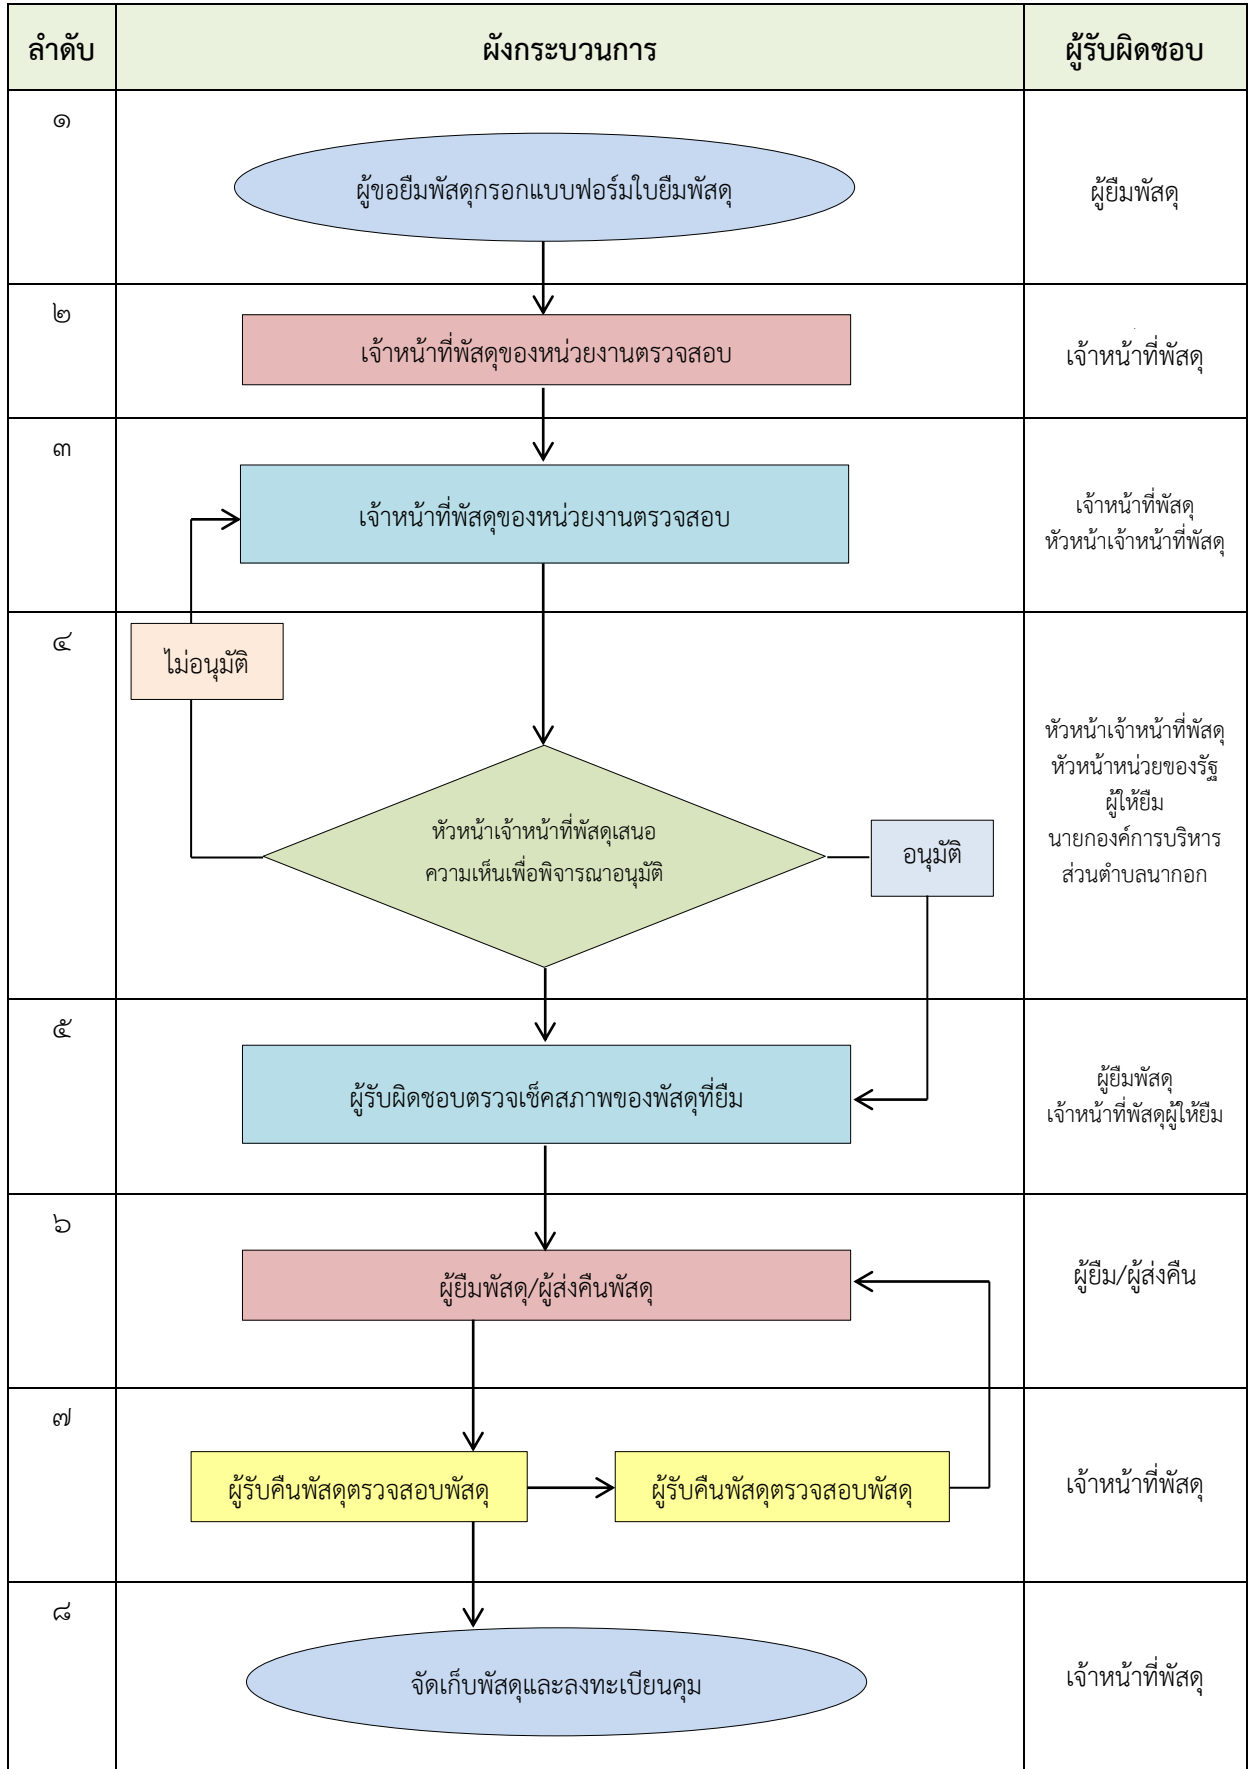 ลำดับ
ผังกระบวนการ
ผู้รับผิดชอบ
๑
ผู้ขอยืมพัสดุกรอกแบบฟอร์มใบยืมพัสดุ
ผู้ยืมพัสดุ
๒
เจ้าหน้าที่พัสดุของหน่วยงานตรวจสอบ
เจ้าหน้าที่พัสดุ
๓
เจ้าหน้าที่พัสดุของหน่วยงานตรวจสอบ
เจ้าหน้าที่พัสดุ
หัวหน้าเจ้าหน้าที่พัสดุ
๔
ไม่อนุมัติ
หัวหน้าเจ้าหน้าที่พัสดุเสนอ
ความเห็นเพื่อพิจารณาอนุมัติ
อนุมัติ
หัวหน้าเจ้าหน้าที่พัสดุ
หัวหน้าหน่วยของรัฐ
ผู้ให้ยืม
นายกองค์การบริหาร
ส่วนตำบลนากอก
๕
ผู้รับผิดชอบตรวจเช็คสภาพของพัสดุที่ยืม
ผู้ยืมพัสดุ
เจ้าหน้าที่พัสดุผู้ให้ยืม
๖
ผู้ยืมพัสดุ/ผู้ส่งคืนพัสดุ
ผู้ยืม/ผู้ส่งคืน
๗
ผู้รับคืนพัสดุตรวจสอบพัสดุ
ผู้รับคืนพัสดุตรวจสอบพัสดุ
เจ้าหน้าที่พัสดุ
๘
จัดเก็บพัสดุและลงทะเบียนคุม
เจ้าหน้าที่พัสดุ